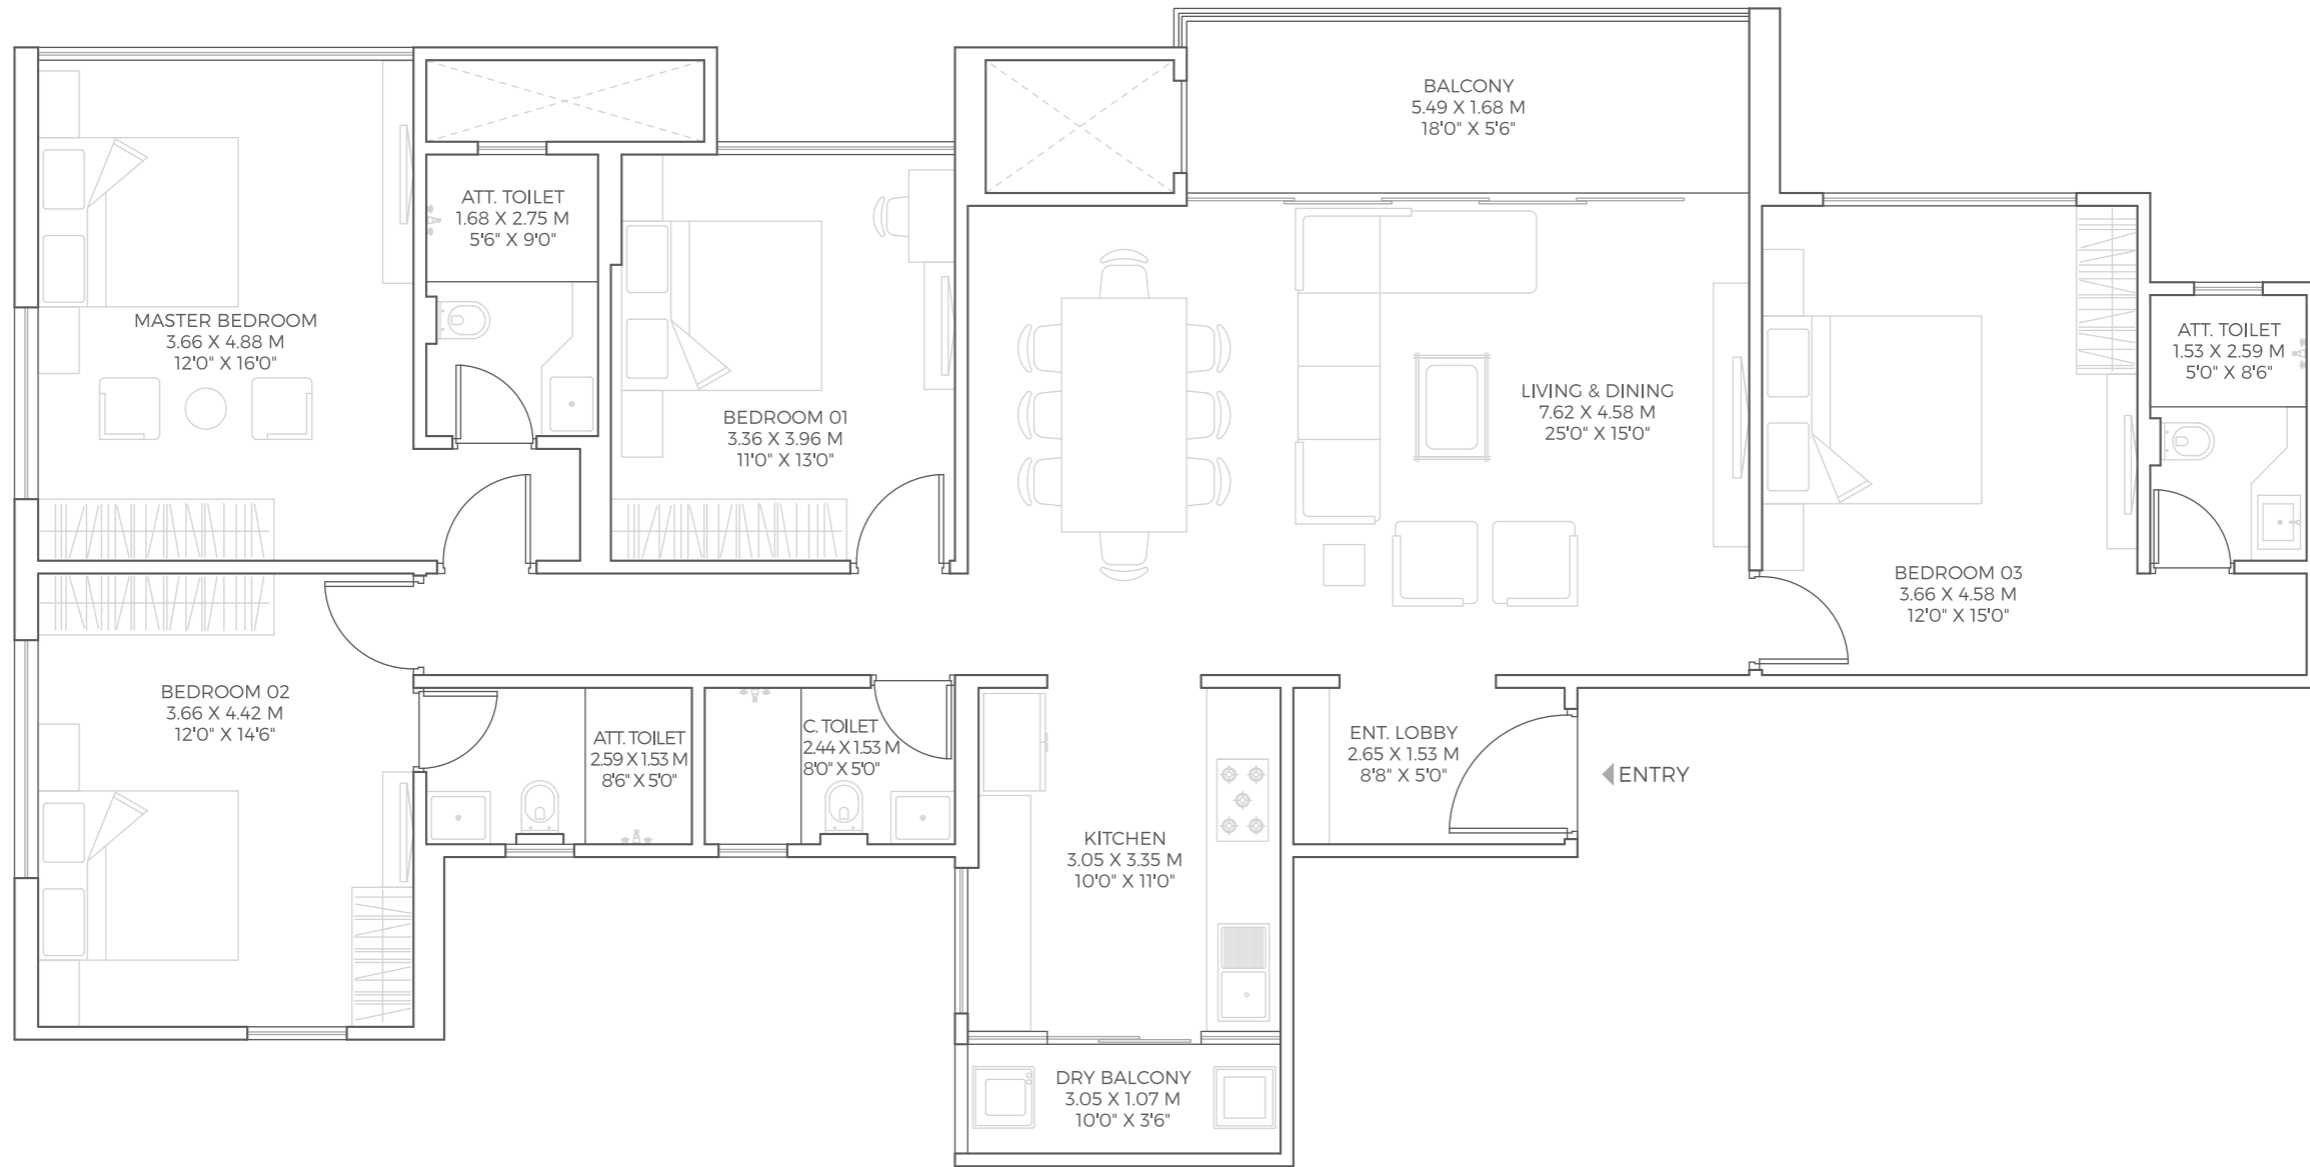 BALCONY
5.49 X 1.68 M
18'0" X 5'6"
ATT. TOILET
1.68 X 2.75 M
5'6" X 9'0"
MASTER BEDROOM
3.66 X 4.88 M
12'0" X 16'0"
BEDROOM 01
3.36 X 3.96 M
11'0" X 13'0"
LIVING & DINING
7.62 X 4.58 M
25'0" X 15'0"
ATT. TOILET
1.53 X 2.59 M
5'0" X 8'6"
BEDROOM 03
3.66 X 4.58 M
12'0" X 15'0"
BEDROOM 02
3.66 X 4.42 M
12'0" X 14'6"
ATT. TOILET
2.59 X 1.53 M
8'6" X 5'0"
C. TOILET
2.44 X 1.53 M
8'0" X 5'0"
ENT. LOBBY
2.65 X 1.53 M
8'8" X 5'0"
ENTRY
KITCHEN
3.05 X 3.35 M
10'0" X 11'0"
DRY BALCONY
3.05 X 1.07 M
10'0" X 3'6"